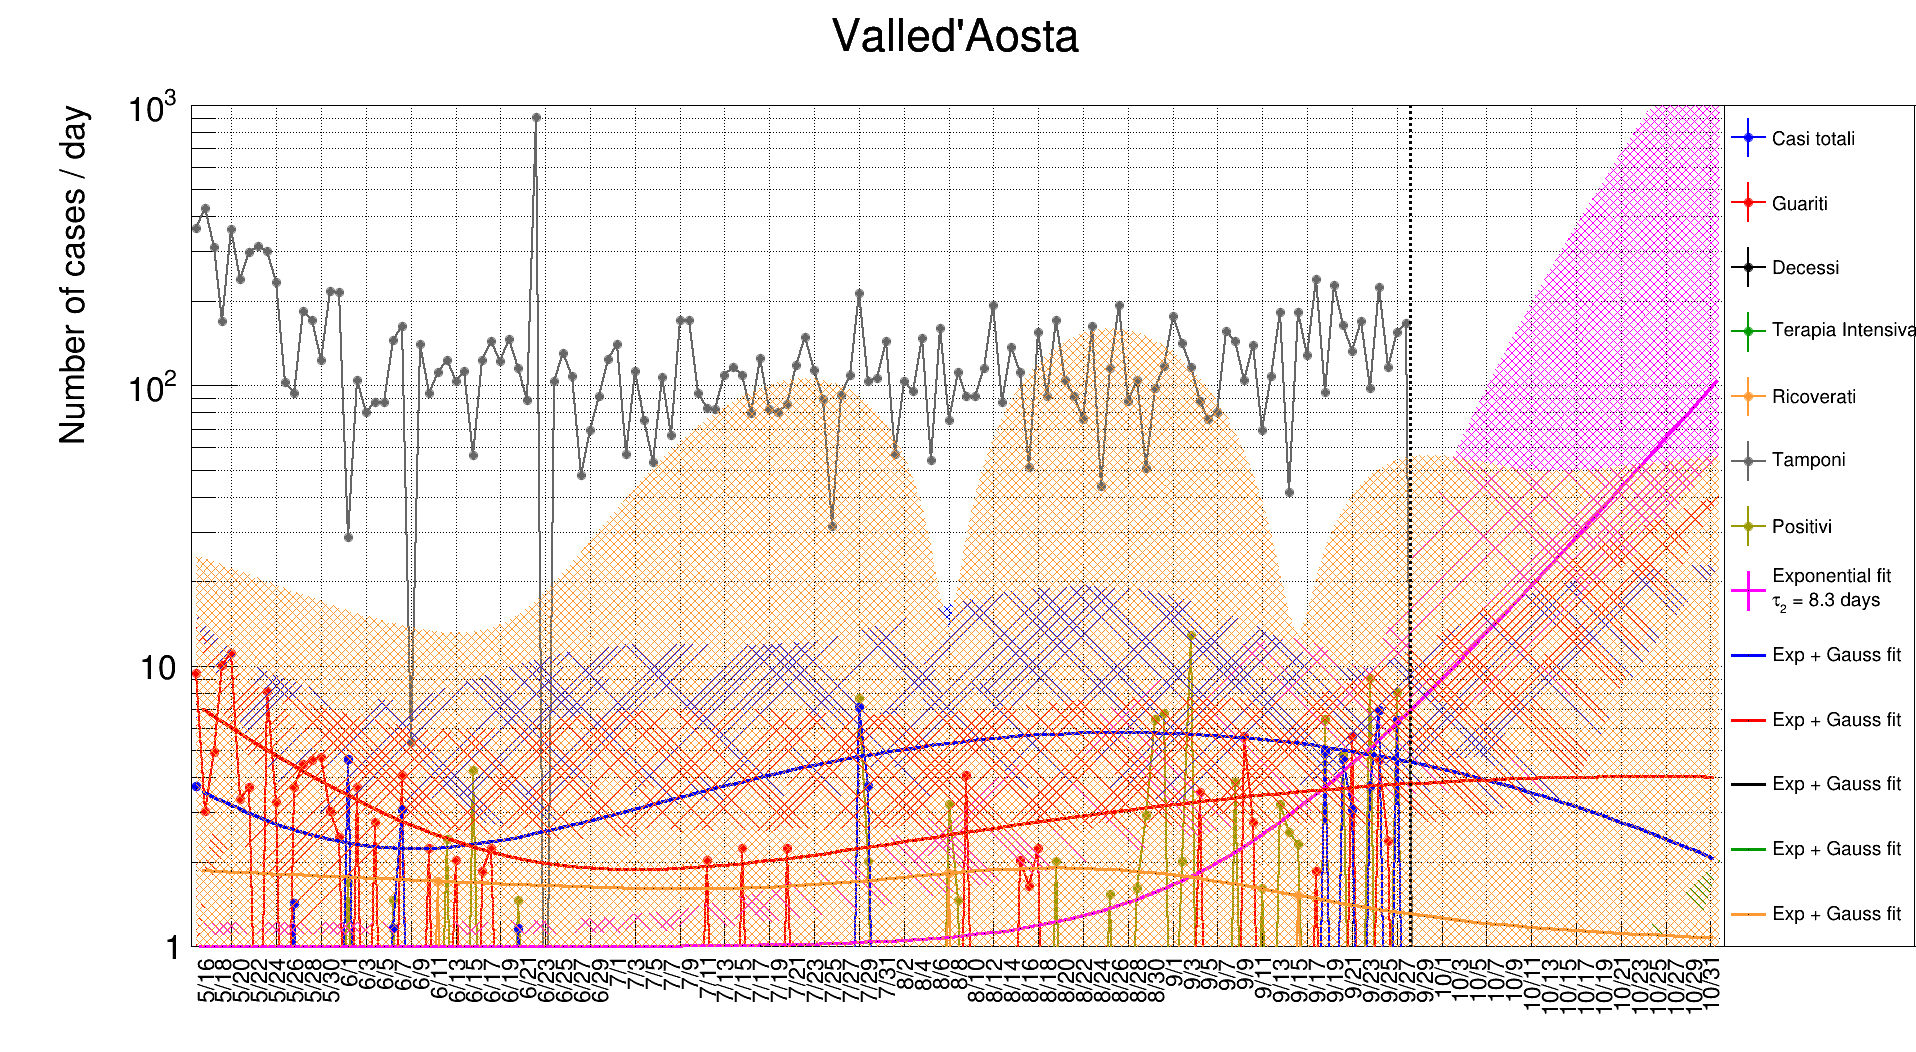 Valled'Aosta
Number of cases / day
10³
10²
10
1
5/16 5/18 5/20 5/22 5/24 5/26 5/28 5/30 6/1 6/3 6/5 6/7 6/9 6/11 6/13 6/15 6/17 6/19 6/21 6/23 6/25 6/27 6/29 7/1 7/3 7/5 7/7 7/9 7/11 7/13 7/15 7/17 7/19 7/21 7/23 7/25 7/27 7/29 7/31 8/2 8/4 8/6 8/8 8/10 8/12 8/14 8/16 8/18 8/20 8/22 8/24 8/26 8/28 8/30 9/1 9/3 9/5 9/7 9/9 9/11 9/13 9/15 9/17 9/19 9/21 9/23 9/25 9/27 9/29 10/1 10/3 10/5 10/7 10/9 10/11 10/13 10/15 10/17 10/19 10/21 10/23 10/25 10/27 10/29 10/31
Casi totali
Guariti
Decessi
Terapia Intensiva
Ricoverati
Tamponi
Positivi
Exponential fit
τ₂ = 8.3 days
Exp + Gauss fit
Exp + Gauss fit
Exp + Gauss fit
Exp + Gauss fit
Exp + Gauss fit